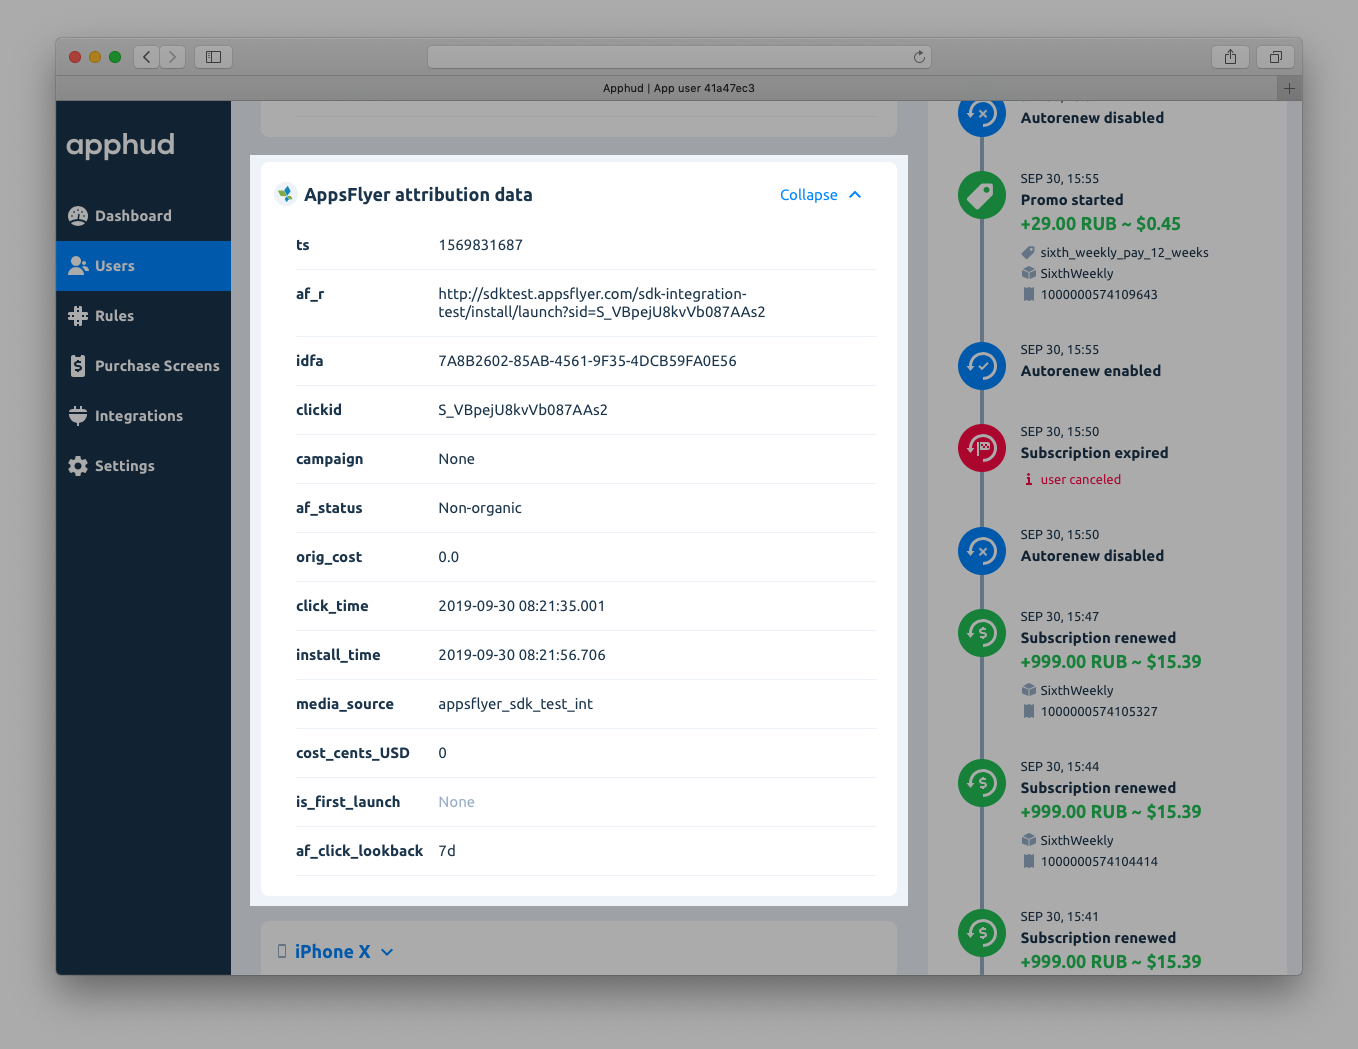 Apphud | App user 41a47ec3
apphud
Dashboard
Users
Rules
Purchase Screens
Integrations
Settings
AppsFlyer attribution data
Collapse
ts 1569831687
af_r http://sdktest.appsflyer.com/sdk-integration-
test/install/launch?sid=S_VBpejU8kvVb087AAs2
idfa 7A8B2602-85AB-4561-9F35-4DCB59FA0E56
clickid S_VBpejU8kvVb087AAs2
campaign None
af_status Non-organic
orig_cost 0.0
click_time 2019-09-30 08:21:35.001
install_time 2019-09-30 08:21:56.706
media_source appsflyer_sdk_test_int
cost_cents_USD 0
is_first_launch None
af_click_lookback 7d
iPhone X
Autorenew disabled
SEP 30, 15:55
Promo started
+29.00 RUB ~ $0.45
sixth_weekly_pay_12_weeks
SixthWeekly
1000000574109643
SEP 30, 15:55
Autorenew enabled
SEP 30, 15:50
Subscription expired
user canceled
SEP 30, 15:50
Autorenew disabled
SEP 30, 15:47
Subscription renewed
+999.00 RUB ~ $15.39
SixthWeekly
1000000574105327
SEP 30, 15:44
Subscription renewed
+999.00 RUB ~ $15.39
SixthWeekly
1000000574104414
SEP 30, 15:41
Subscription renewed
+999.00 RUB ~ $15.39